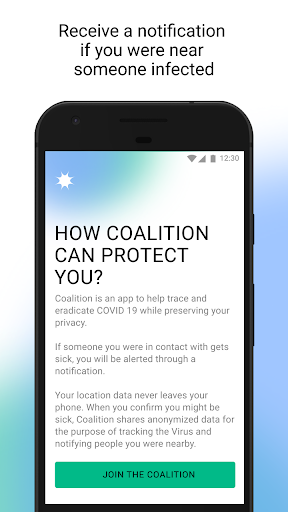 Receive a notification
if you were near
someone infected
12:30
HOW COALITION
CAN PROTECT
YOU?
Coalition is an app to help trace and
eradicate COVID 19 while preserving your
privacy.
If someone you were in contact with gets
sick, you will be alerted through a
notification.
Your location data never leaves your
phone. When you confirm you might be
sick, Coalition shares anonymized data for
the purpose of tracking the Virus and
notifying people you were nearby.
JOIN THE COALITION